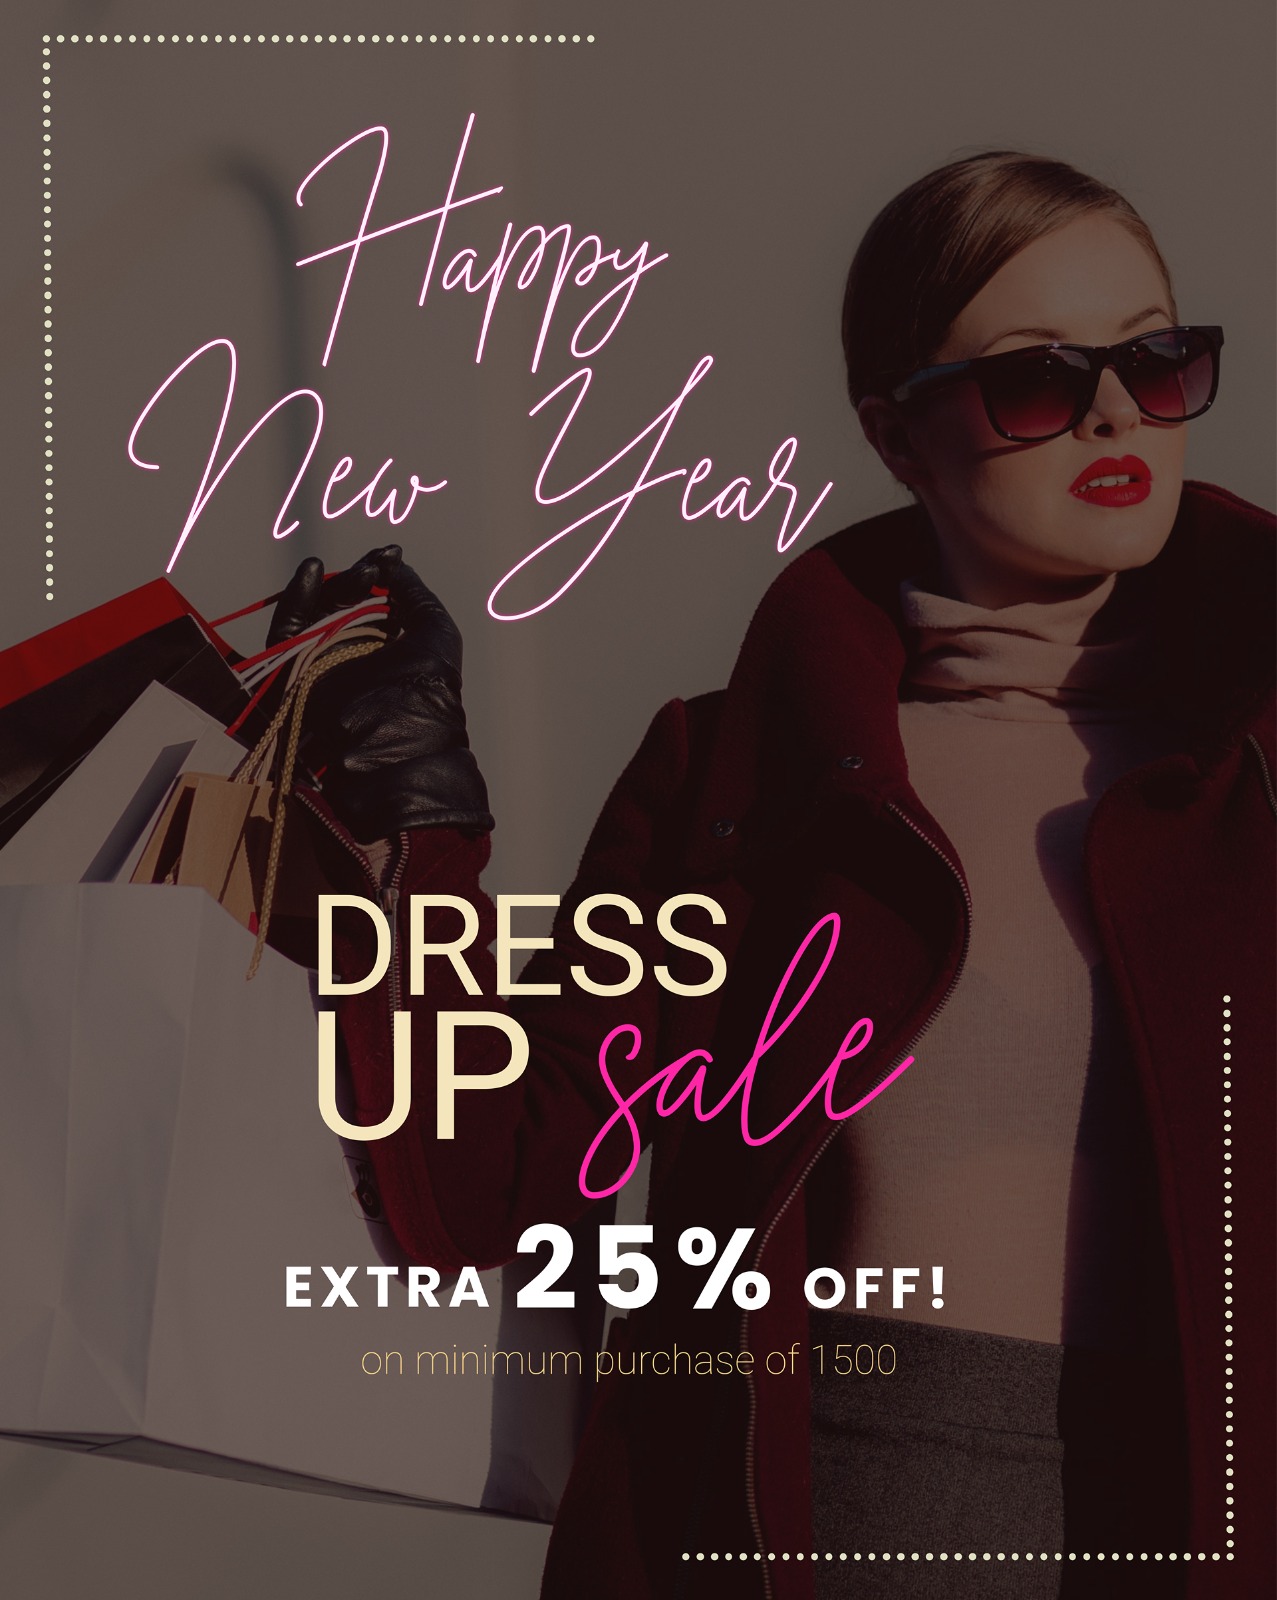 Happy
New Year
DRESS
UP sale
EXTRA 25% OFF!
on minimum purchase of 1500